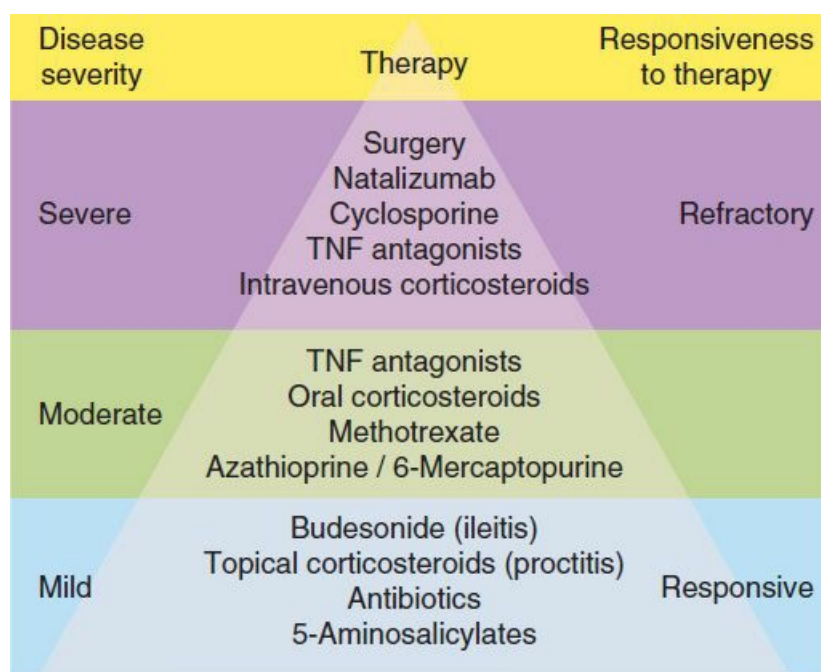 Disease
severity
Therapy
Responsiveness
to therapy
Severe
Surgery
Natalizumab
Cyclosporine
TNF antagonists
Intravenous corticosteroids
Refractory
Moderate
TNF antagonists
Oral corticosteroids
Methotrexate
Azathioprine / 6-Mercaptopurine
Mild
Budesonide (ileitis)
Topical corticosteroids (proctitis)
Antibiotics
5-Aminosalicylates
Responsive